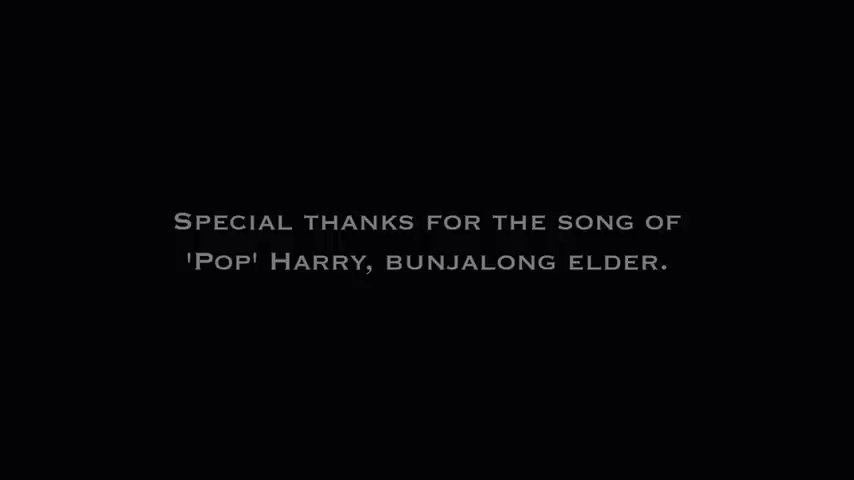 Special thanks for the song of
'Pop' Harry, bunjalong elder.